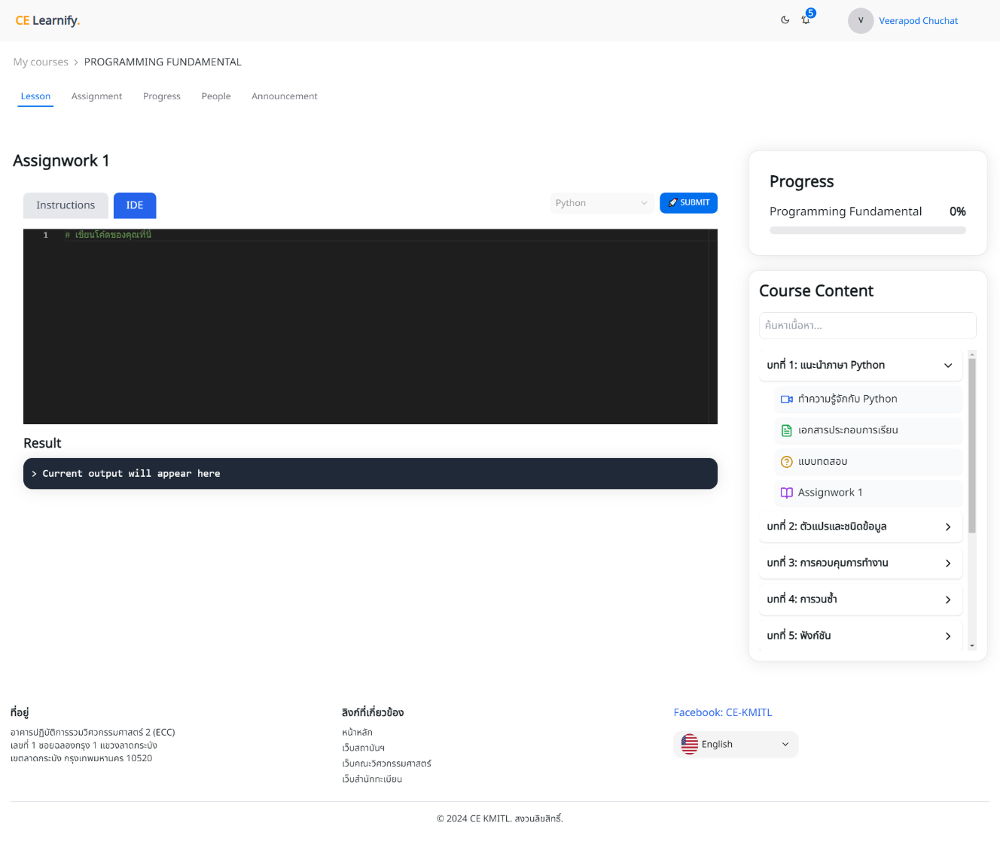 CE Learnify.
5
V
Veerapod Chuchat
My courses > PROGRAMMING FUNDAMENTAL
Lesson
Assignment
Progress
People
Announcement
Assignwork 1
Instructions
IDE
Python
🚀 SUBMIT
1
# เขียนโค้ดของคุณที่นี่
Result
> Current output will appear here
Progress
Programming Fundamental
0%
Course Content
ค้นหาเนื้อหา...
บทที่ 1: แนะนำภาษา Python
ทำความรู้จักกับ Python
เอกสารประกอบการเรียน
แบบทดสอบ
Assignwork 1
บทที่ 2: ตัวแปรและชนิดข้อมูล
บทที่ 3: การควบคุมการทำงาน
บทที่ 4: การวนซ้ำ
บทที่ 5: ฟังก์ชัน
ที่อยู่
อาคารปฏิบัติการรวมวิศวกรรมศาสตร์ 2 (ECC)
เลขที่ 1 ซอยฉลองกรุง 1 แขวงลาดกระบัง
เขตลาดกระบัง กรุงเทพมหานคร 10520
ลิงก์ที่เกี่ยวข้อง
หน้าหลัก
เว็บสถาบันฯ
เว็บคณะวิศวกรรมศาสตร์
เว็บสำนักทะเบียน
Facebook: CE-KMITL
English
© 2024 CE KMITL. สงวนลิขสิทธิ์.